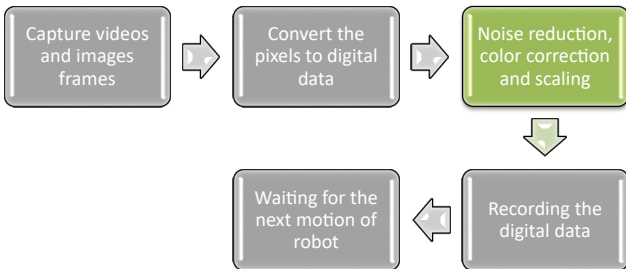 Capture videos
and images
frames
Convert the
pixels to digital
data
Noise reduction,
color correction
and scaling
Recording the
digital data
Waiting for the
next motion of
robot